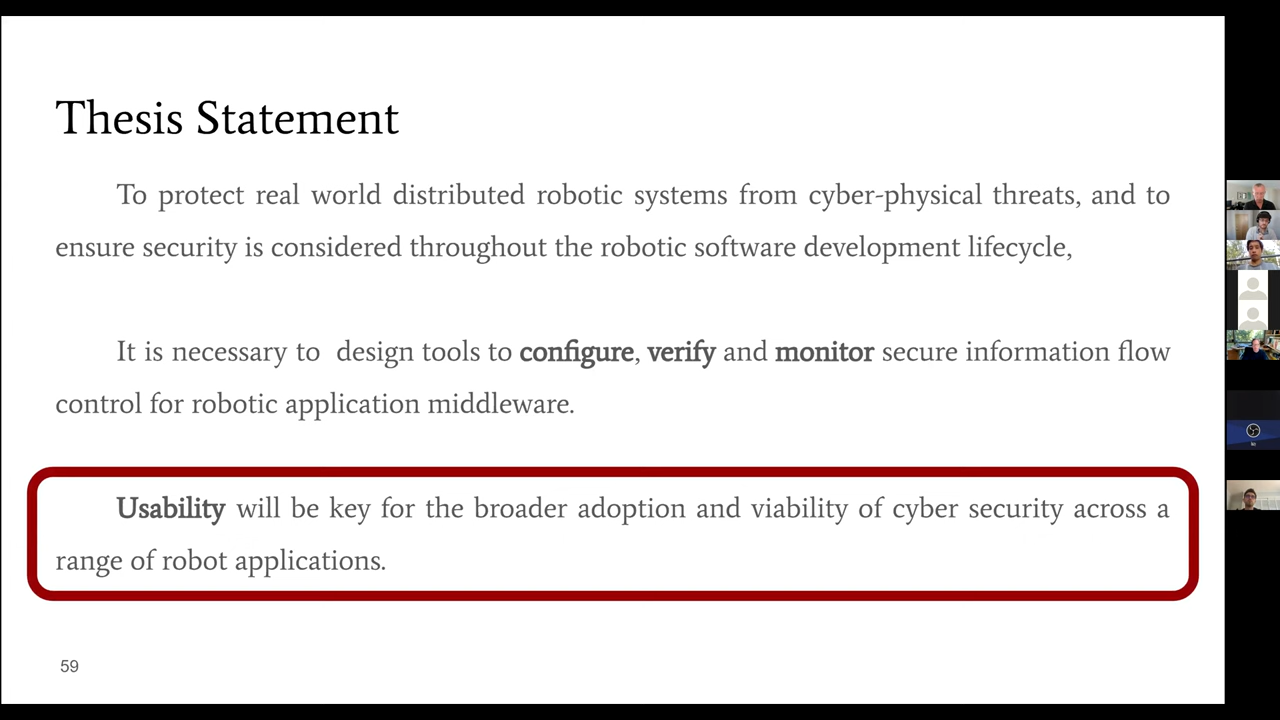 Thesis Statement
To protect real world distributed robotic systems from cyber-physical threats, and to
ensure security is considered throughout the robotic software development lifecycle,
It is necessary to design tools to configure, verify and monitor secure information flow
control for robotic application middleware.
Usability will be key for the broader adoption and viability of cyber security across a
range of robot applications.
59